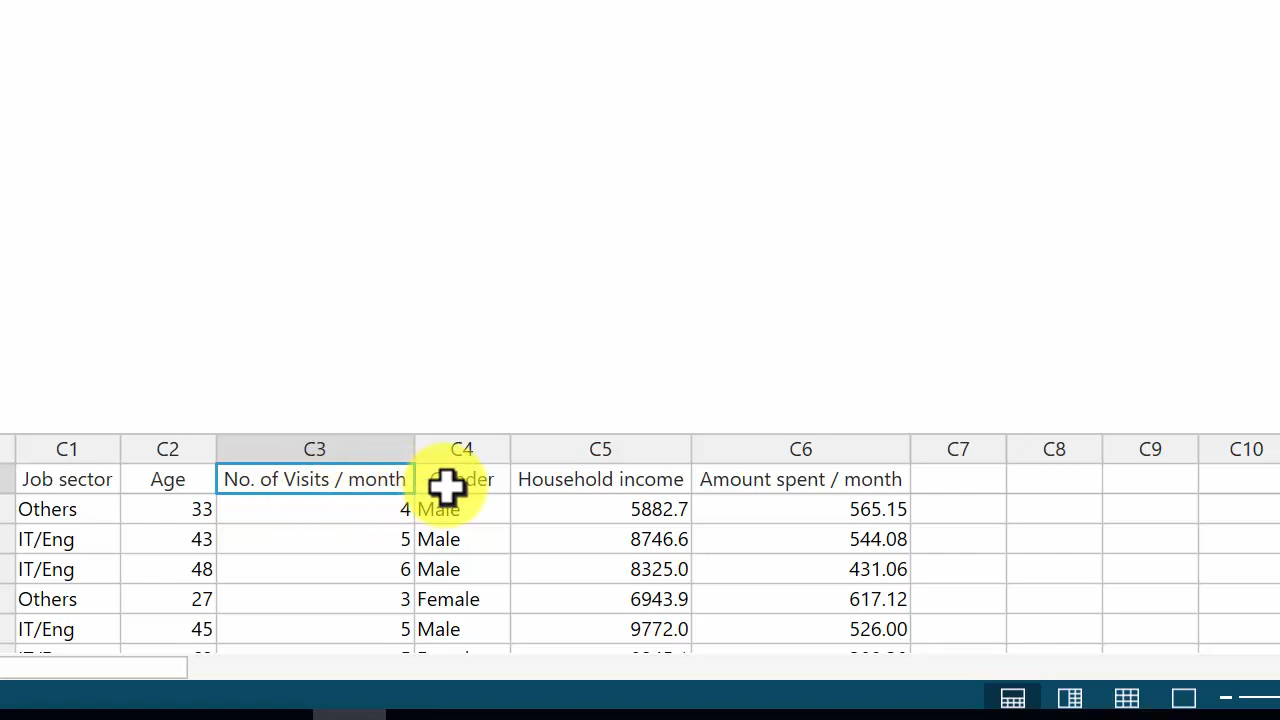 C1 C2 C3 C4 C5 C6 C7 C8 C9 C10
Job sector Age No. of Visits / month Gender Household income Amount spent / month
Others 33 4 Male 5882.7 565.15
IT/Eng 43 5 Male 8746.6 544.08
IT/Eng 48 6 Male 8325.0 431.06
Others 27 3 Female 6943.9 617.12
IT/Eng 45 5 Male 9772.0 526.00